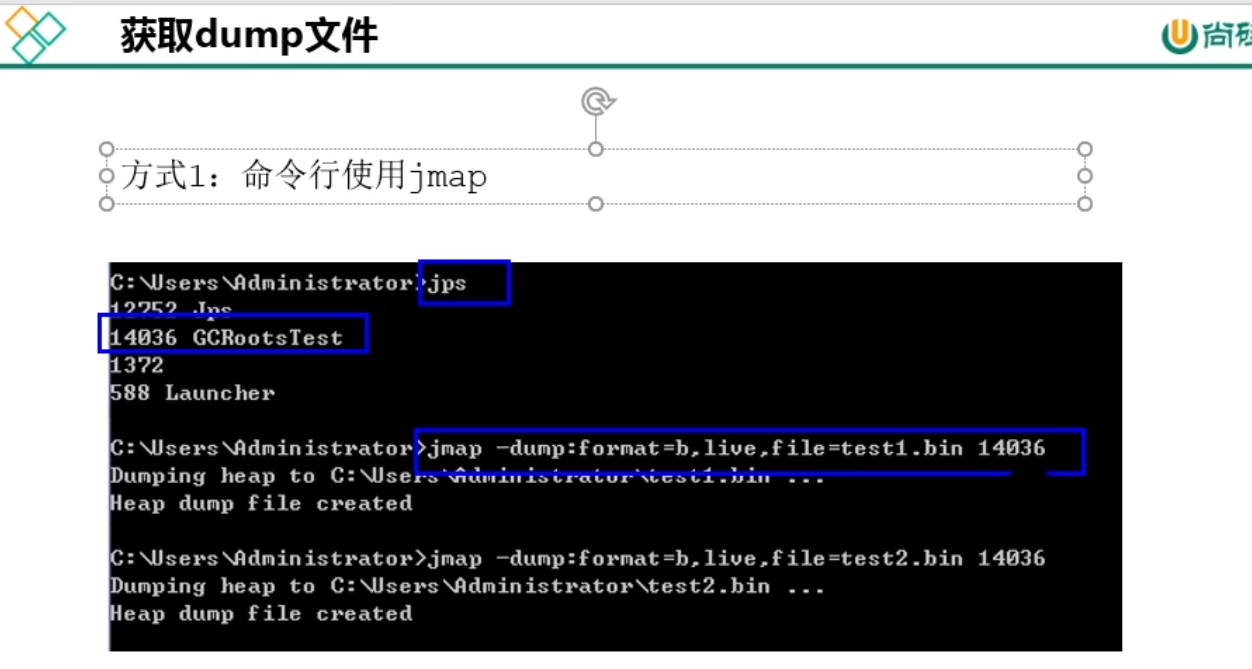 获取dump文件
尚硅
方式1：命令行使用jmap
C:\Users\Administrator>jps
12752 Jps
14036 GCRootsTest
1372
588 Launcher
C:\Users\Administrator>jmap -dump:format=b,live,file=test1.bin 14036
Dumping heap to C:\Users\Administrator\test1.bin ...
Heap dump file created
C:\Users\Administrator>jmap -dump:format=b,live,file=test2.bin 14036
Dumping heap to C:\Users\Administrator\test2.bin ...
Heap dump file created